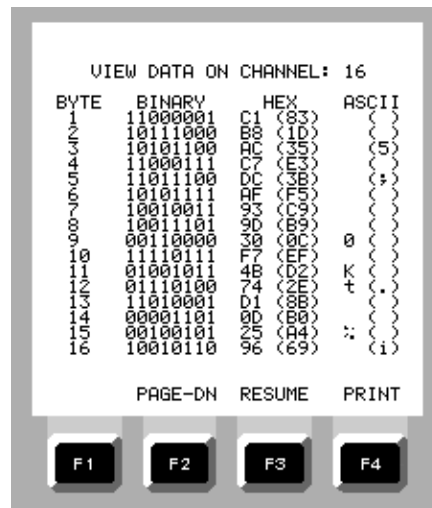 VIEW DATA ON CHANNEL: 16
BYTE BINARY HEX ASCII
1 11000001 C1 (83) ( )
2 10111000 B8 (1D) ( )
3 10101100 AC (35) (5)
4 11000111 C7 (E3) ( )
5 11011100 DC (3B) (;)
6 10101111 AF (F5) ( )
7 10010011 93 (C9) ( )
8 10011101 9D (B9) ( )
9 00110000 30 (0C) 0 ( )
10 11110111 F7 (EF) ( )
11 01001011 4B (D2) K ( )
12 01110100 74 (2E) t (.)
13 11010001 D1 (8B) ( )
14 00001101 0D (B0) ( )
15 00100101 25 (A4) % ( )
16 10010110 96 (69) (i)
PAGE-DN RESUME PRINT
F1 F2 F3 F4